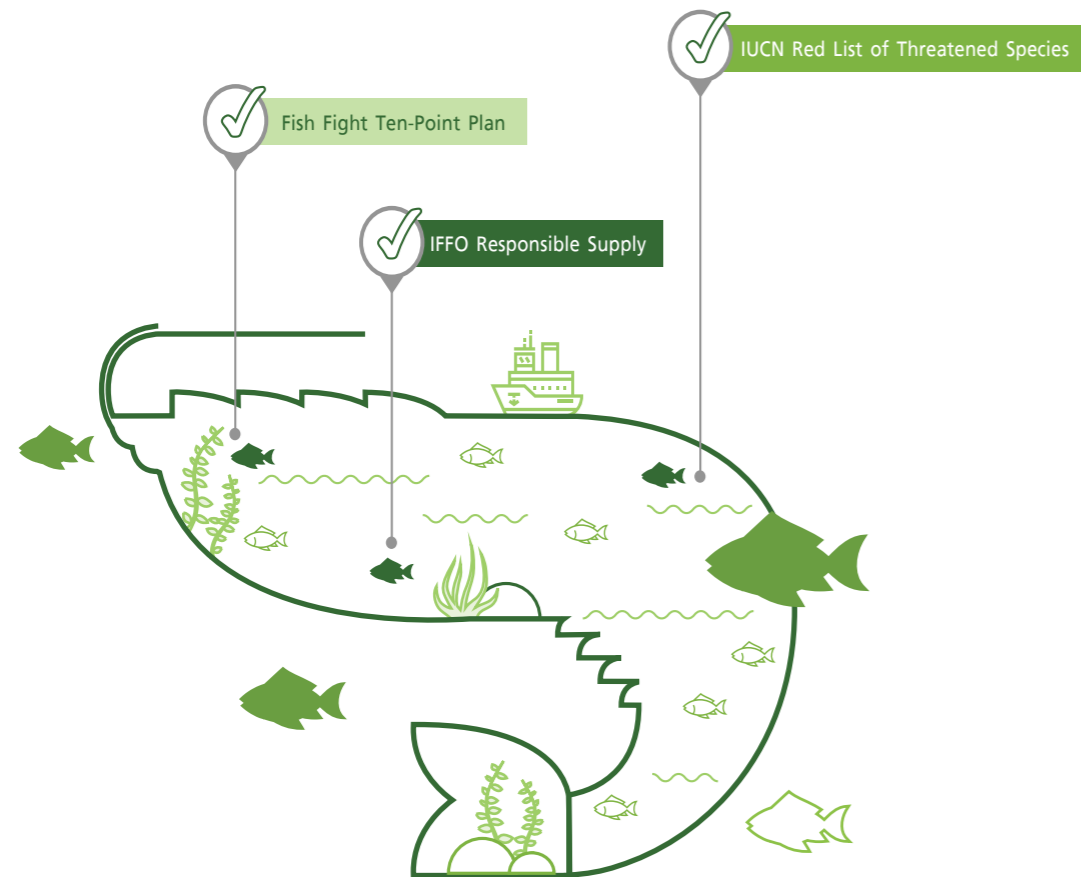 IUCN Red List of Threatened Species
Fish Fight Ten-Point Plan
IFFO Responsible Supply